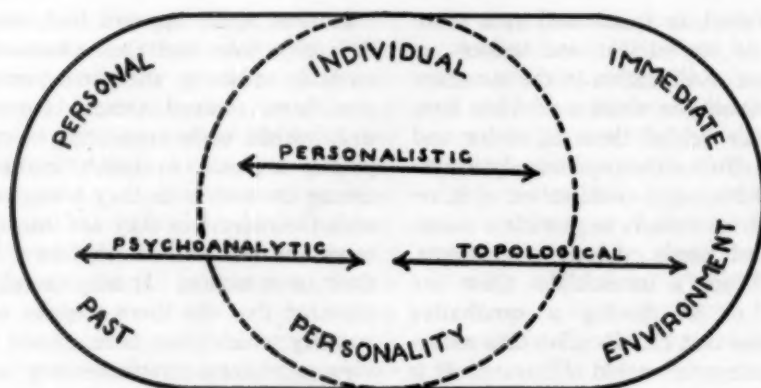 PERSONAL
INDIVIDUAL
IMMEDIATE
PERSONALISTIC
PSYCHOANALYTIC
TOPOLOGICAL
PAST
PERSONALITY
ENVIRONMENT